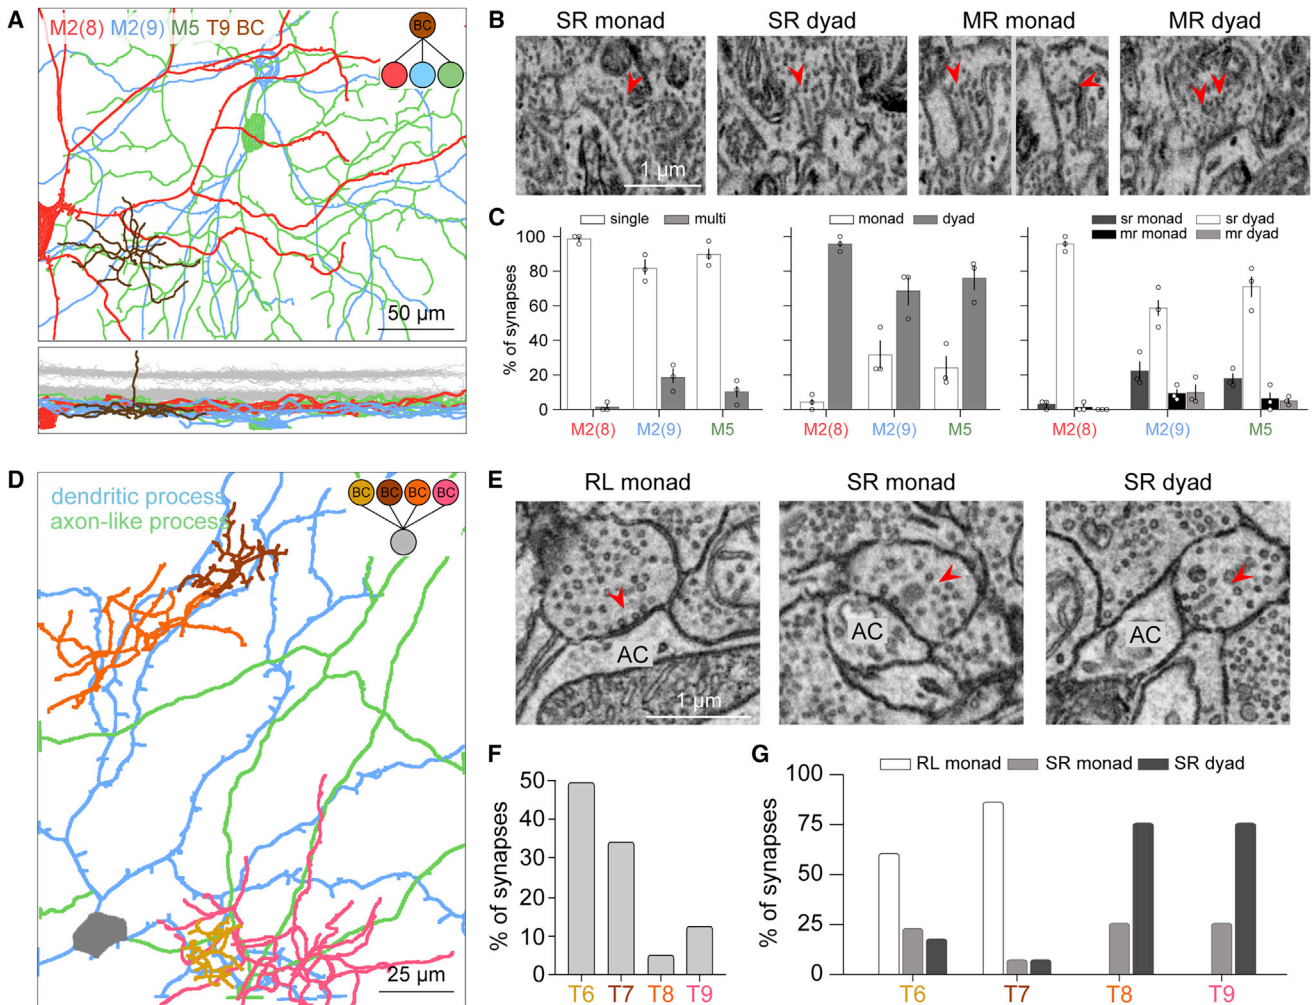 A
M2(8) M2(9) M5 T9 BC
BC
50 µm
B
SR monad
SR dyad
MR monad
MR dyad
1 µm
C
single
multi
% of synapses
100
80
60
40
20
0
M2(8)
M2(9)
M5
monad
dyad
M2(8)
M2(9)
M5
sr monad
sr dyad
mr monad
mr dyad
M2(8)
M2(9)
M5
D
dendritic process
axon-like process
BC
BC
BC
BC
25 µm
E
RL monad
SR monad
SR dyad
AC
AC
AC
1 µm
F
% of synapses
50
40
30
20
10
0
T6
T7
T8
T9
G
RL monad
SR monad
SR dyad
% of synapses
100
75
50
25
0
T6
T7
T8
T9